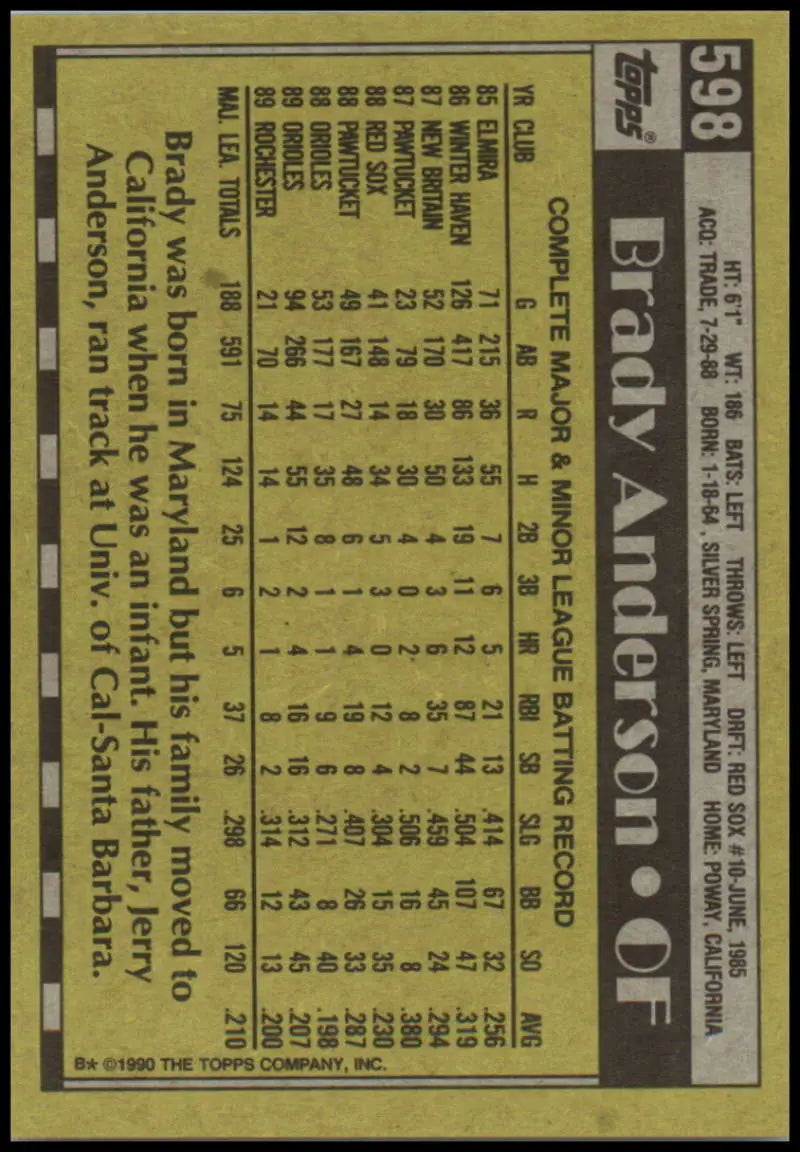 598
HT: 6'1" WT: 186 BATS: LEFT THROWS: LEFT DRFT: RED SOX #10-JUNE, 1985
ACQ: TRADE, 7-29-88 BORN: 1-18-64, SILVER SPRING, MARYLAND HOME: POWAY, CALIFORNIA
Topps® Brady Anderson • OF
COMPLETE MAJOR & MINOR LEAGUE BATTING RECORD
YR CLUB G AB R H 2B 3B HR RBI SB SLG BB SO AVG
85 ELMIRA 71 215 36 55 7 6 5 21 13 .414 67 32 .256
86 WINTER HAVEN 126 417 86 133 19 11 12 87 44 .504 107 47 .319
87 NEW BRITAIN 52 170 30 50 4 3 6 35 7 .459 45 24 .294
87 PAWTUCKET 23 79 18 30 4 0 2 8 2 .506 16 8 .380
88 RED SOX 41 148 14 34 5 3 0 12 4 .304 15 35 .230
88 PAWTUCKET 49 167 27 48 6 1 4 19 8 .407 26 33 .287
88 ORIOLES 53 177 17 35 8 1 1 9 6 .271 8 40 .198
89 ORIOLES 94 266 44 55 12 2 4 16 16 .312 43 45 .207
89 ROCHESTER 21 70 14 14 1 2 1 8 2 .314 12 13 .200
MAJ. LEA. TOTALS 188 591 75 124 25 6 5 37 26 .298 66 120 .210
Brady was born in Maryland but his family moved to
California when he was an infant. His father, Jerry
Anderson, ran track at Univ. of Cal-Santa Barbara.
B* ©1990 THE TOPPS COMPANY, INC.